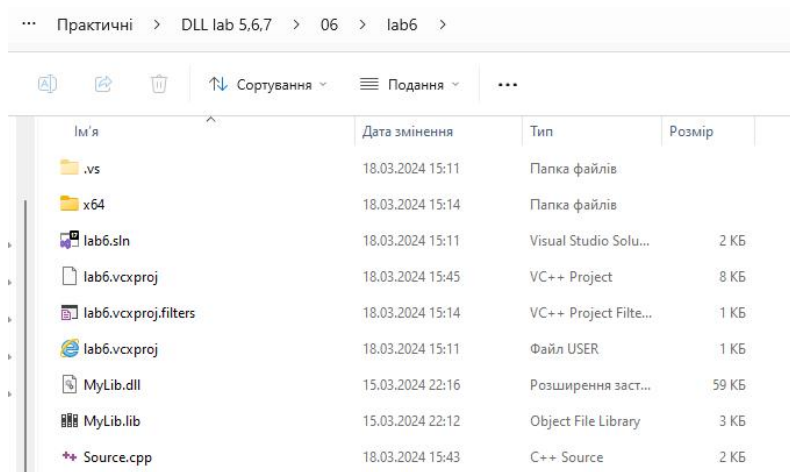 ··· Практичні > DLL lab 5,6,7 > 06 > lab6 >
Сортування Подання ···
Ім'я Дата змінення Тип Розмір
.vs 18.03.2024 15:11 Папка файлів
x64 18.03.2024 15:14 Папка файлів
lab6.sln 18.03.2024 15:11 Visual Studio Solu... 2 КБ
lab6.vcxproj 18.03.2024 15:45 VC++ Project 8 КБ
lab6.vcxproj.filters 18.03.2024 15:14 VC++ Project Filte... 1 КБ
lab6.vcxproj 18.03.2024 15:11 Файл USER 1 КБ
MyLib.dll 15.03.2024 22:16 Розширення заст... 59 КБ
MyLib.lib 15.03.2024 22:12 Object File Library 3 КБ
Source.cpp 18.03.2024 15:43 C++ Source 2 КБ